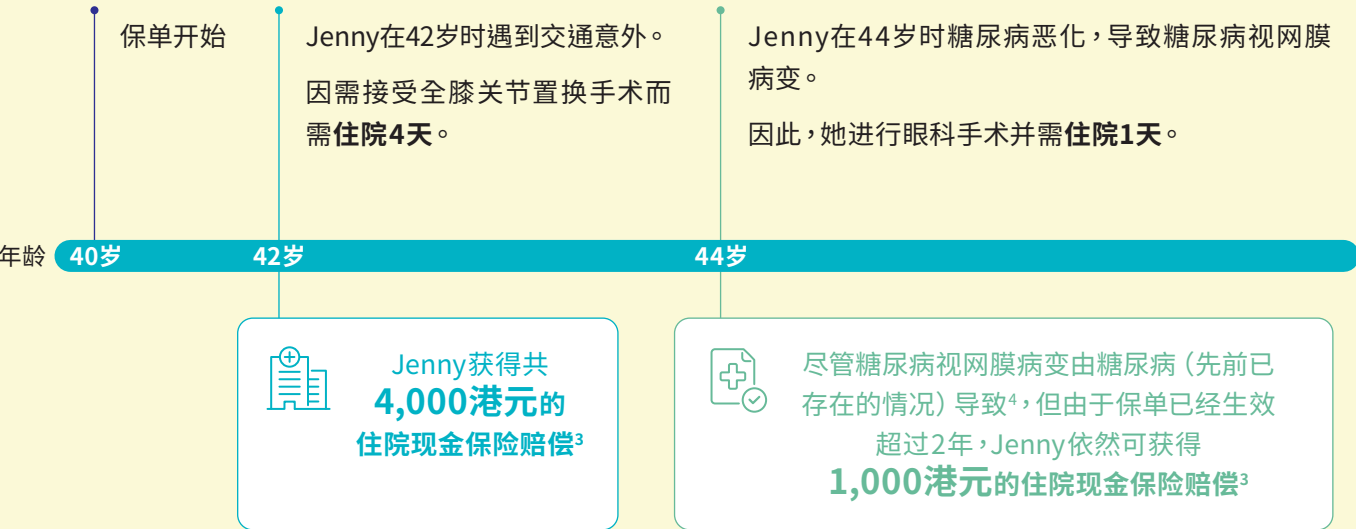 保单开始
Jenny在42岁时遇到交通意外。
因需接受全膝关节置换手术而
需住院4天。
Jenny在44岁时糖尿病恶化，导致糖尿病视网膜
病变。
因此，她进行眼科手术并需住院1天。
年龄
40岁
42岁
44岁
Jenny获得共
4,000港元的
住院现金保险赔偿³
尽管糖尿病视网膜病变由糖尿病（先前已
存在的情况）导致⁴，但由于保单已经生效
超过2年，Jenny依然可获得
1,000港元的住院现金保险赔偿³